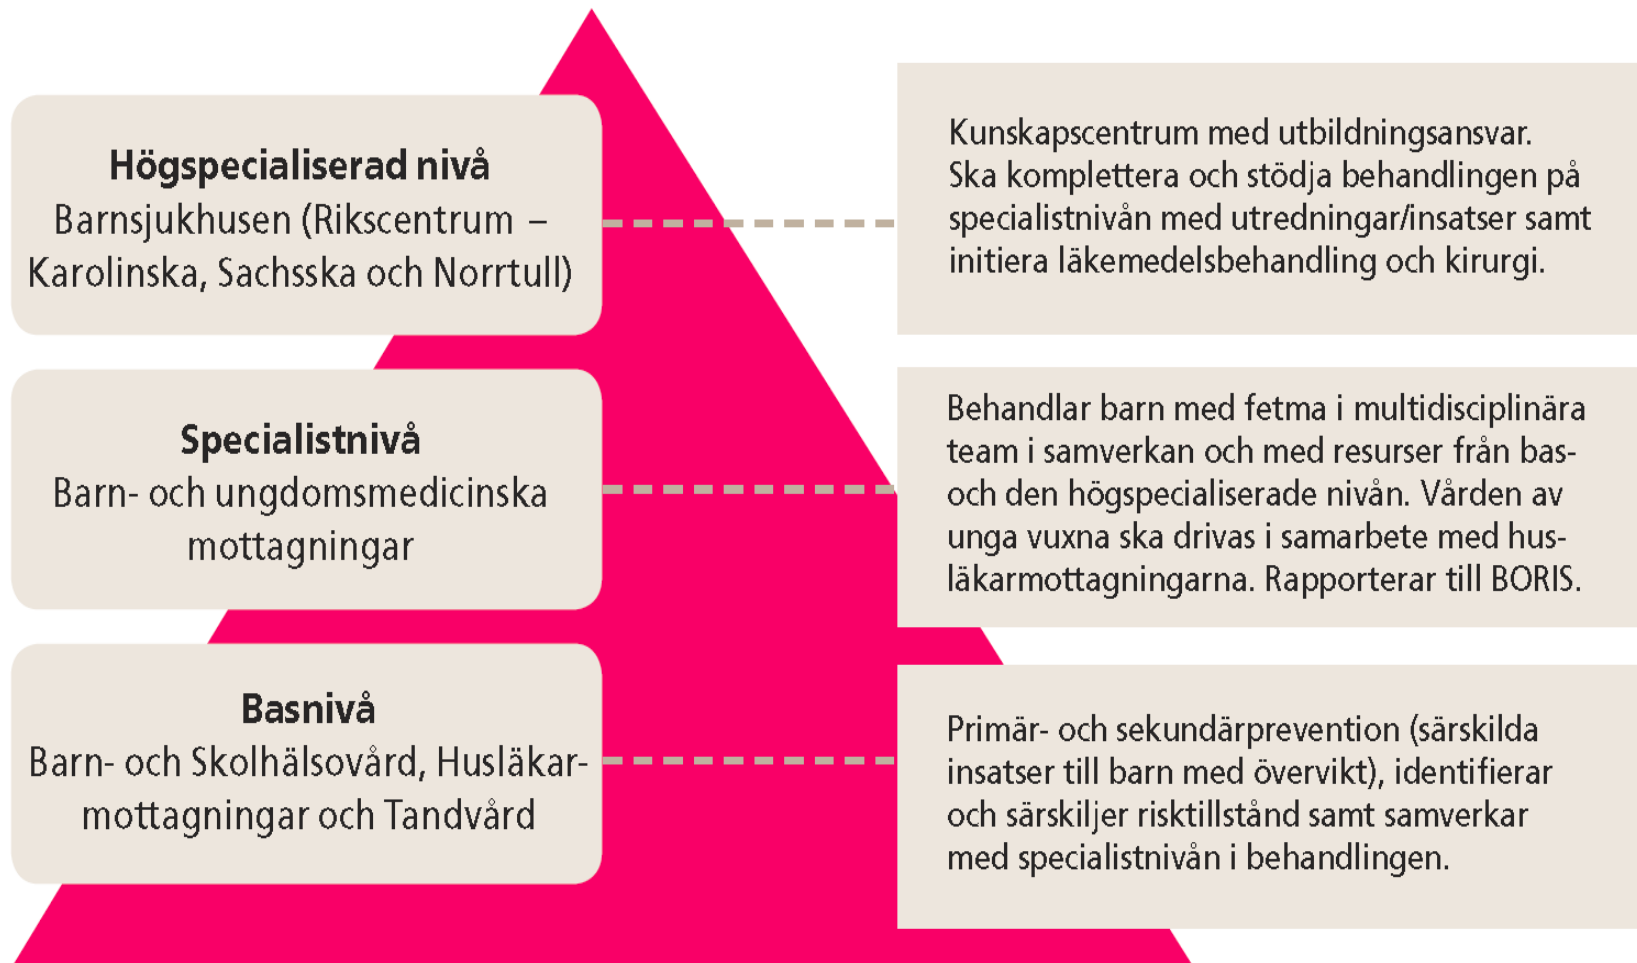 Högspecialiserad nivå
Barnsjukhusen (Rikscentrum –
Karolinska, Sachsska och Norrtull)
Kunskapscentrum med utbildningsansvar.
Ska komplettera och stödja behandlingen på
specialistnivån med utredningar/insatser samt
initiera läkemedelsbehandling och kirurgi.
Specialistnivå
Barn- och ungdomsmedicinska
mottagningar
Behandlar barn med fetma i multidisciplinära
team i samverkan och med resurser från bas-
och den högspecialiserade nivån. Vården av
unga vuxna ska drivas i samarbete med hus-
läkarmottagningarna. Rapporterar till BORIS.
Basnivå
Barn- och Skolhälsovård, Husläkar-
mottagningar och Tandvård
Primär- och sekundärprevention (särskilda
insatser till barn med övervikt), identifierar
och särskiljer risktillstånd samt samverkar
med specialistnivån i behandlingen.